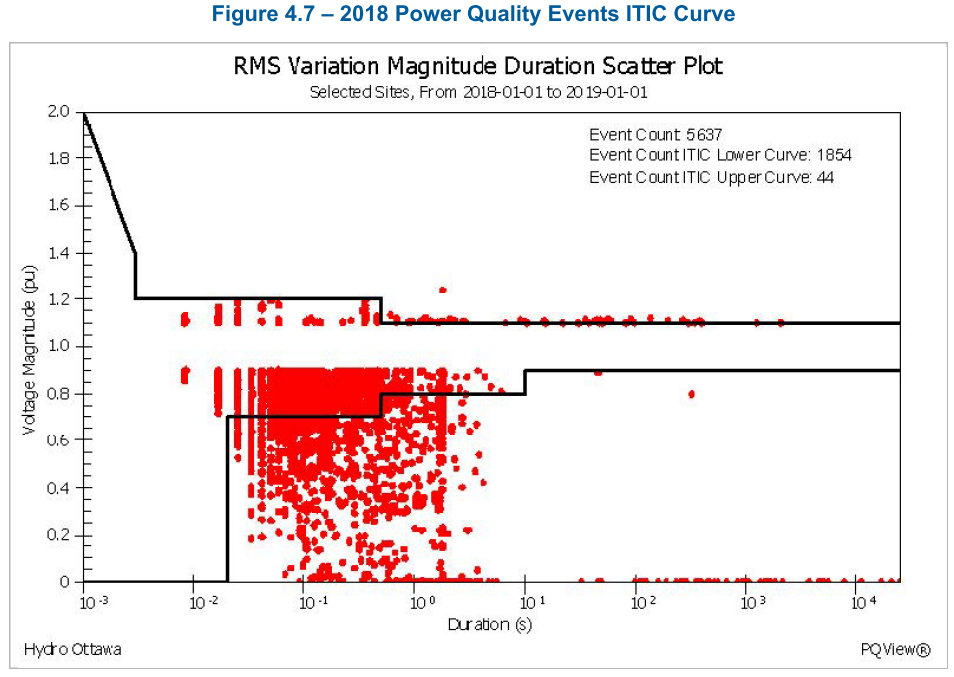 Figure 4.7 – 2018 Power Quality Events ITIC Curve
RMS Variation Magnitude Duration Scatter Plot
Selected Sites, From 2018-01-01 to 2019-01-01
Event Count: 5637
Event Count ITIC Lower Curve: 1854
Event Count ITIC Upper Curve: 44
Voltage Magnitude (pu)
2.0
1.8
1.6
1.4
1.2
1.0
0.8
0.6
0.4
0.2
0
10⁻³ 10⁻² 10⁻¹ 10⁰ 10¹ 10² 10³ 10⁴
Duration (s)
Hydro Ottawa PQView®